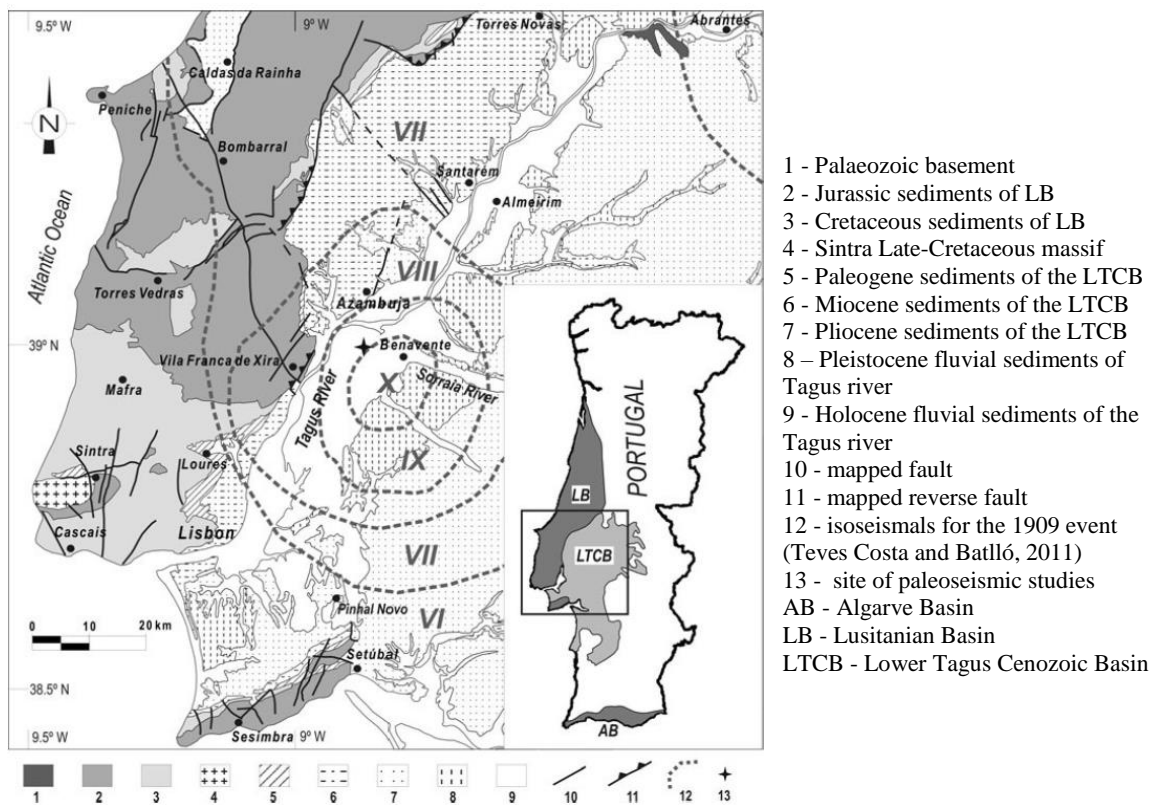 9.5º W
9º W
Torres Novas
Abrantes
Caldas da Rainha
Peniche
N
VII
Bombarral
Santarém
Almeirim
Atlantic Ocean
VIII
Torres Vedras
Azambuja
39º N
Vila Franca de Xira
Benavente
X
Sorraia River
Mafra
Tagus River
IX
Sintra
Loures
Cascais
Lisbon
VII
Pinhal Novo
VI
0 10 20 km
Setúbal
38.5º N
Sesimbra
9.5º W
9º W
PORTUGAL
LB
LTCB
AB
1 2 3 4 5 6 7 8 9 10 11 12 13
1 - Palaeozoic basement
2 - Jurassic sediments of LB
3 - Cretaceous sediments of LB
4 - Sintra Late-Cretaceous massif
5 - Paleogene sediments of the LTCB
6 - Miocene sediments of the LTCB
7 - Pliocene sediments of the LTCB
8 – Pleistocene fluvial sediments of
Tagus river
9 - Holocene fluvial sediments of the
Tagus river
10 - mapped fault
11 - mapped reverse fault
12 - isoseismals for the 1909 event
(Teves Costa and Batlló, 2011)
13 -  site of paleoseismic studies
AB - Algarve Basin
LB - Lusitanian Basin
LTCB - Lower Tagus Cenozoic Basin